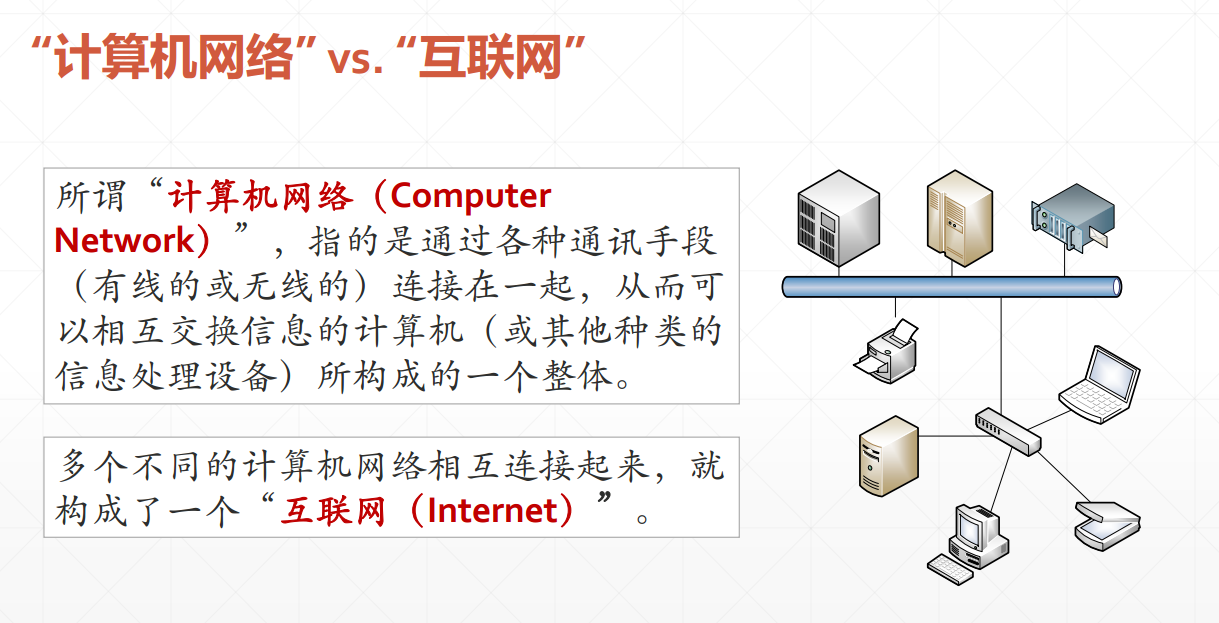 “计算机网络” vs. “互联网”
所谓“计算机网络（Computer
Network）”，指的是通过各种通讯手段
（有线的或无线的）连接在一起，从而可
以相互交换信息的计算机（或其他种类的
信息处理设备）所构成的一个整体。
多个不同的计算机网络相互连接起来，就
构成了一个“互联网（Internet）”。